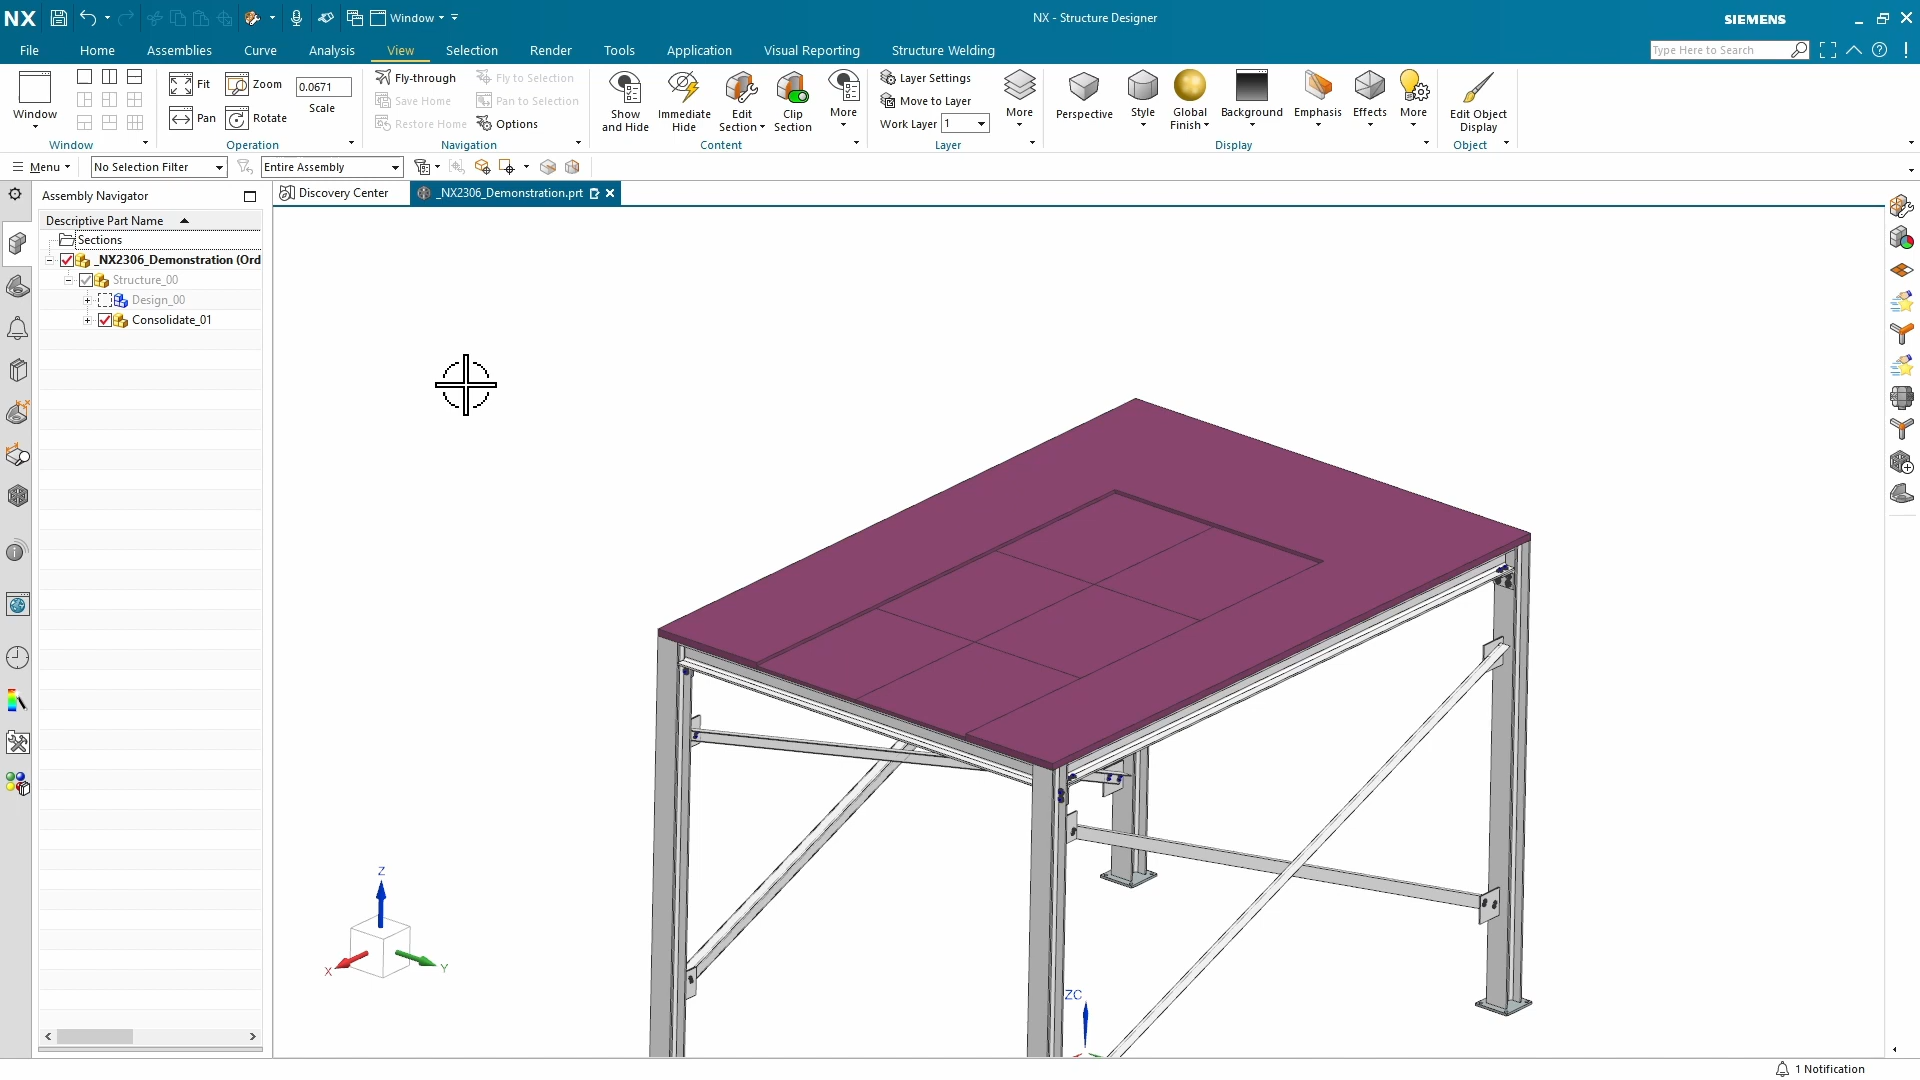 NX
Window
NX - Structure Designer
SIEMENS
File Home Assemblies Curve Analysis View Selection Render Tools Application Visual Reporting Structure Welding
Type Here to Search
Window
Window
Fit
Pan
Zoom
Rotate
0.0671
Scale
Operation
Fly-through
Save Home
Restore Home
Fly to Selection
Pan to Selection
Options
Navigation
Show and Hide
Immediate Hide
Edit Section
Clip Section
More
Content
Layer Settings
Move to Layer
Work Layer 1
More
Layer
Perspective
Style
Global Finish
Background
Emphasis
Effects
More
Display
Edit Object Display
Object
Menu
No Selection Filter
Entire Assembly
Assembly Navigator
Discovery Center
_NX2306_Demonstration.prt
Descriptive Part Name
Sections
_NX2306_Demonstration (Ord
Structure_00
Design_00
Consolidate_01
Z
X
Y
ZC
1 Notification